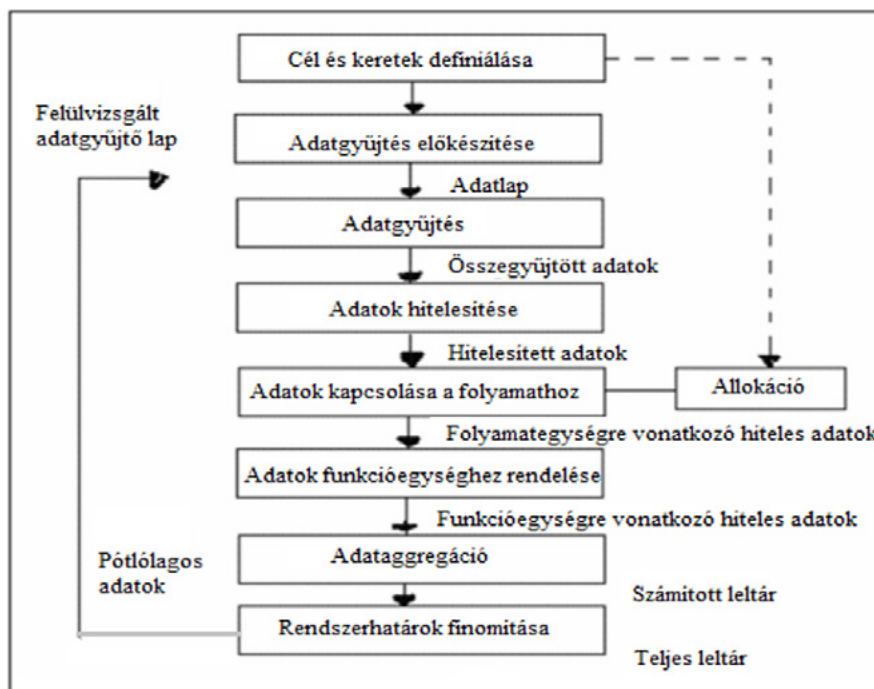 Cél és keretek definiálása
Felülvizsgált
adatgyűjtő lap
Adatgyűjtés előkészítése
Adatlap
Adatgyűjtés
Összegyűjtött adatok
Adatok hitelesítése
Hitelesített adatok
Adatok kapcsolása a folyamathoz
Allokáció
Folyamategységre vonatkozó hiteles adatok
Adatok funkcióegységhez rendelése
Funkcióegységre vonatkozó hiteles adatok
Adataggregáció
Pótlólagos
adatok
Számított leltár
Rendszerhatárok finomítása
Teljes leltár